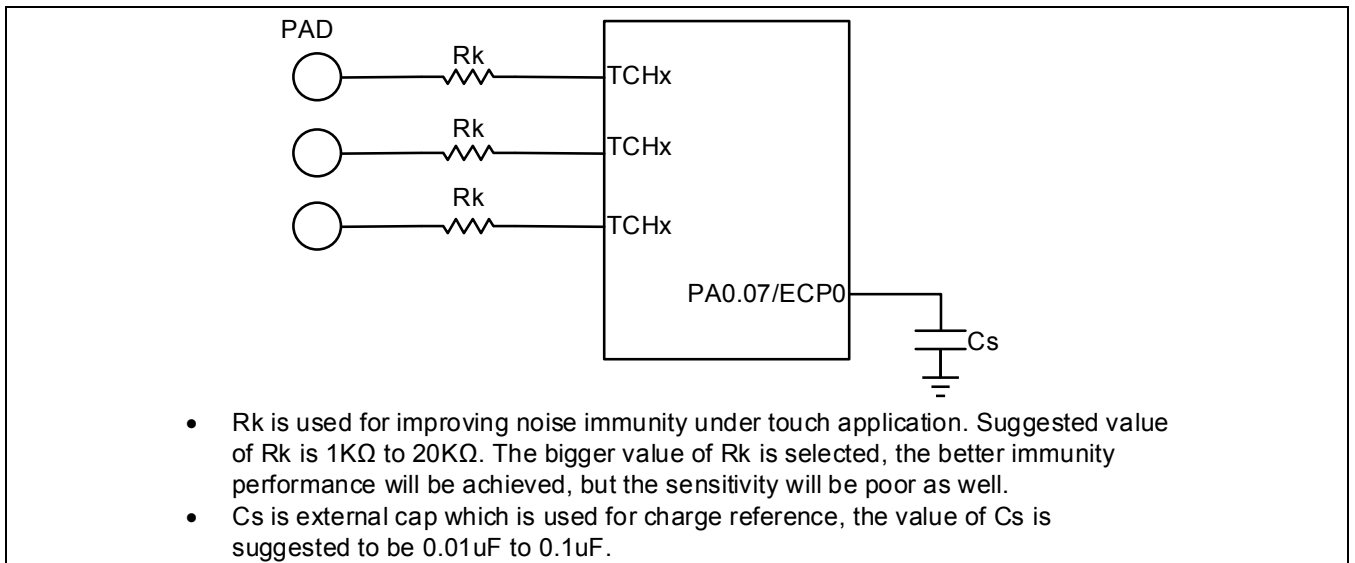 PAD
Rk
TCHx
Rk
TCHx
Rk
TCHx
PA0.07/ECP0
Cs
• Rk is used for improving noise immunity under touch application. Suggested value
of Rk is 1KΩ to 20KΩ. The bigger value of Rk is selected, the better immunity
performance will be achieved, but the sensitivity will be poor as well.
• Cs is external cap which is used for charge reference, the value of Cs is
suggested to be 0.01uF to 0.1uF.